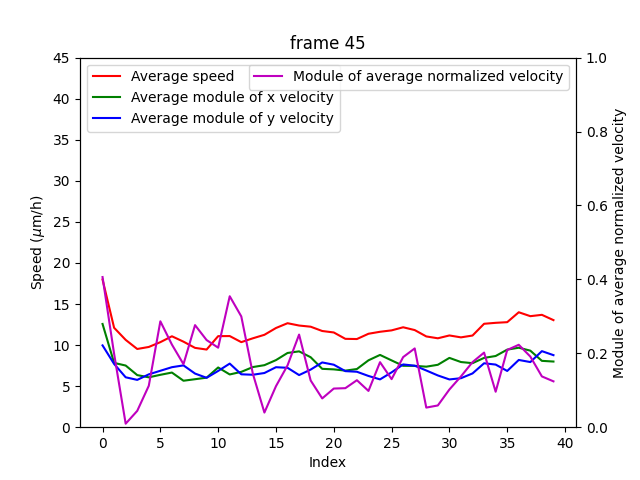 frame 45
Average speed
Average module of x velocity
Average module of y velocity
Module of average normalized velocity
Speed (μm/h)
45
40
35
30
25
20
15
10
5
0
1.0
0.8
0.6
0.4
0.2
0.0
Module of average normalized velocity
0 5 10 15 20 25 30 35 40
Index